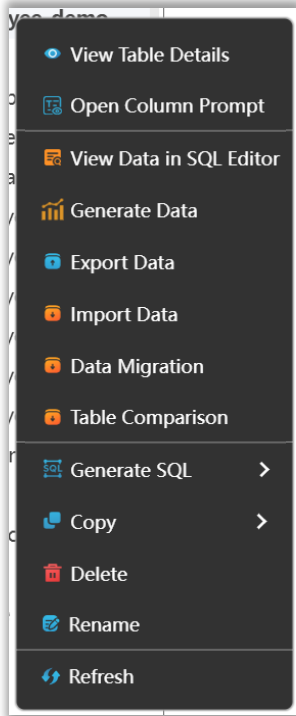 View Table Details
Open Column Prompt
View Data in SQL Editor
Generate Data
Export Data
Import Data
Data Migration
Table Comparison
SQL Generate SQL
Copy
Delete
Rename
Refresh